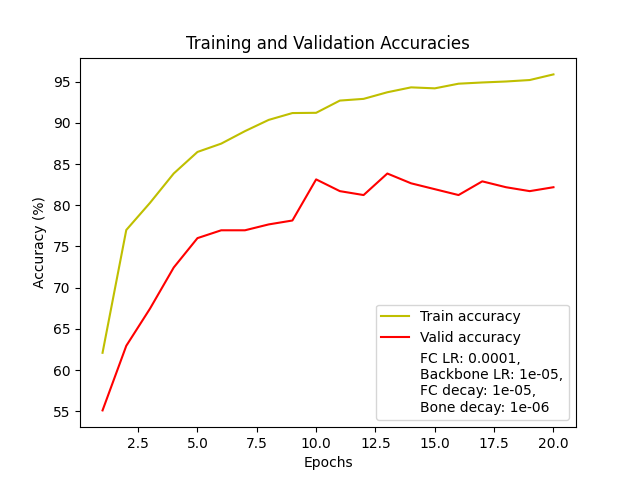 Training and Validation Accuracies
Accuracy (%)
95
90
85
80
75
70
65
60
55
Train accuracy
Valid accuracy
FC LR: 0.0001,
Backbone LR: 1e-05,
FC decay: 1e-05,
Bone decay: 1e-06
2.5 5.0 7.5 10.0 12.5 15.0 17.5 20.0
Epochs